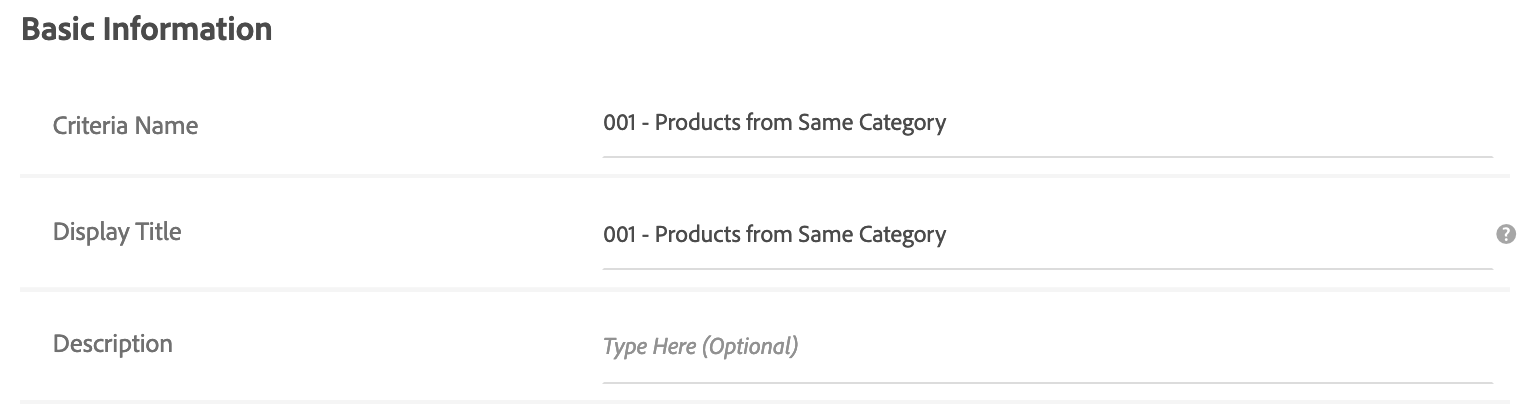 Basic Information
Criteria Name
001 - Products from Same Category
Display Title
001 - Products from Same Category
?
Description
Type Here (Optional)